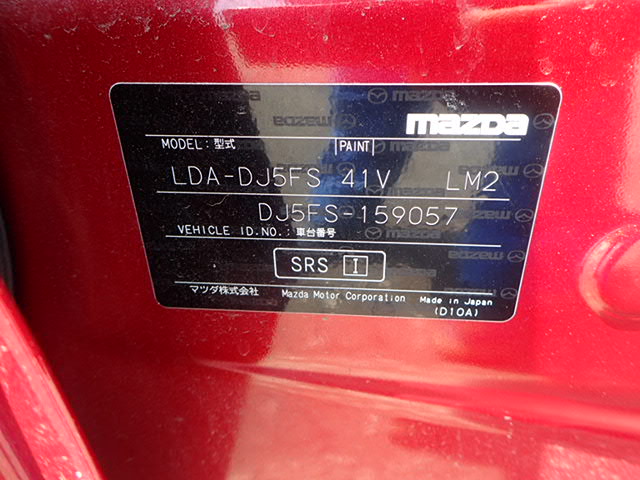 mazda
MODEL:型式 PAINT
LDA-DJ5FS 41V LM2
DJ5FS-159057
VEHICLE ID.NO.:車台番号
SRS I
マツダ株式会社 Mazda Motor Corporation Made in Japan
(D10A)